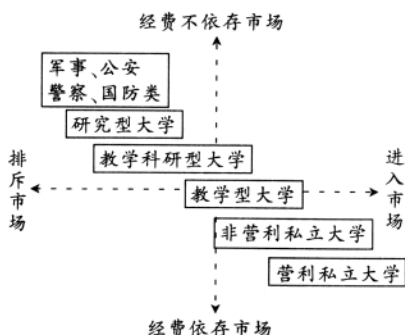 经费不依存市场
军事、公安
警察、国防类
研究型大学
教学科研型大学
排斥市场
进入市场
教学型大学
非营利私立大学
营利私立大学
经费依存市场